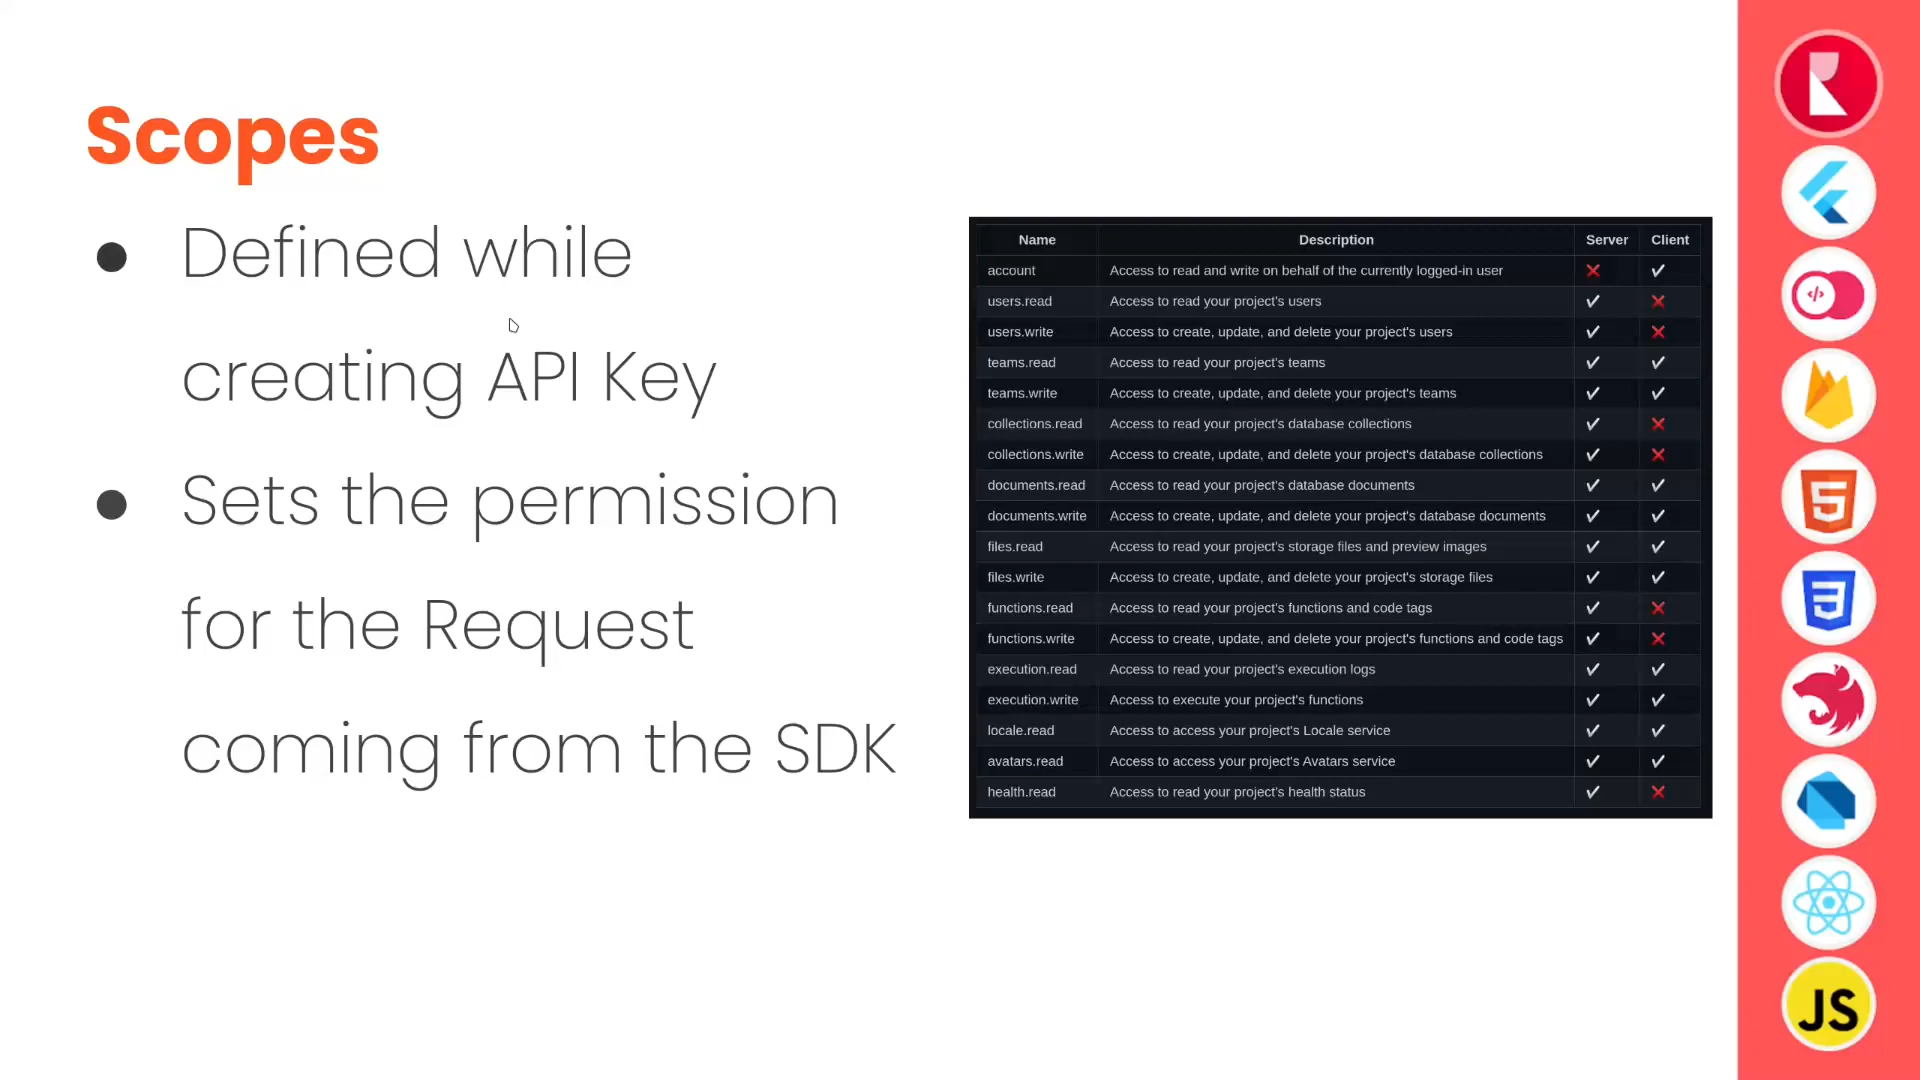 Scopes
● Defined while
creating API Key
● Sets the permission
for the Request
coming from the SDK
Name Description Server Client
account Access to read and write on behalf of the currently logged-in user ❌ ✔
users.read Access to read your project's users ✔ ❌
users.write Access to create, update, and delete your project's users ✔ ❌
teams.read Access to read your project's teams ✔ ✔
teams.write Access to create, update, and delete your project's teams ✔ ✔
collections.read Access to read your project's database collections ✔ ❌
collections.write Access to create, update, and delete your project's database collections ✔ ❌
documents.read Access to read your project's database documents ✔ ✔
documents.write Access to create, update, and delete your project's database documents ✔ ✔
files.read Access to read your project's storage files and preview images ✔ ✔
files.write Access to create, update, and delete your project's storage files ✔ ✔
functions.read Access to read your project's functions and code tags ✔ ❌
functions.write Access to create, update, and delete your project's functions and code tags ✔ ❌
execution.read Access to read your project's execution logs ✔ ✔
execution.write Access to execute your project's functions ✔ ✔
locale.read Access to access your project's Locale service ✔ ✔
avatars.read Access to access your project's Avatars service ✔ ✔
health.read Access to read your project's health status ✔ ❌
</>
5
3
JS